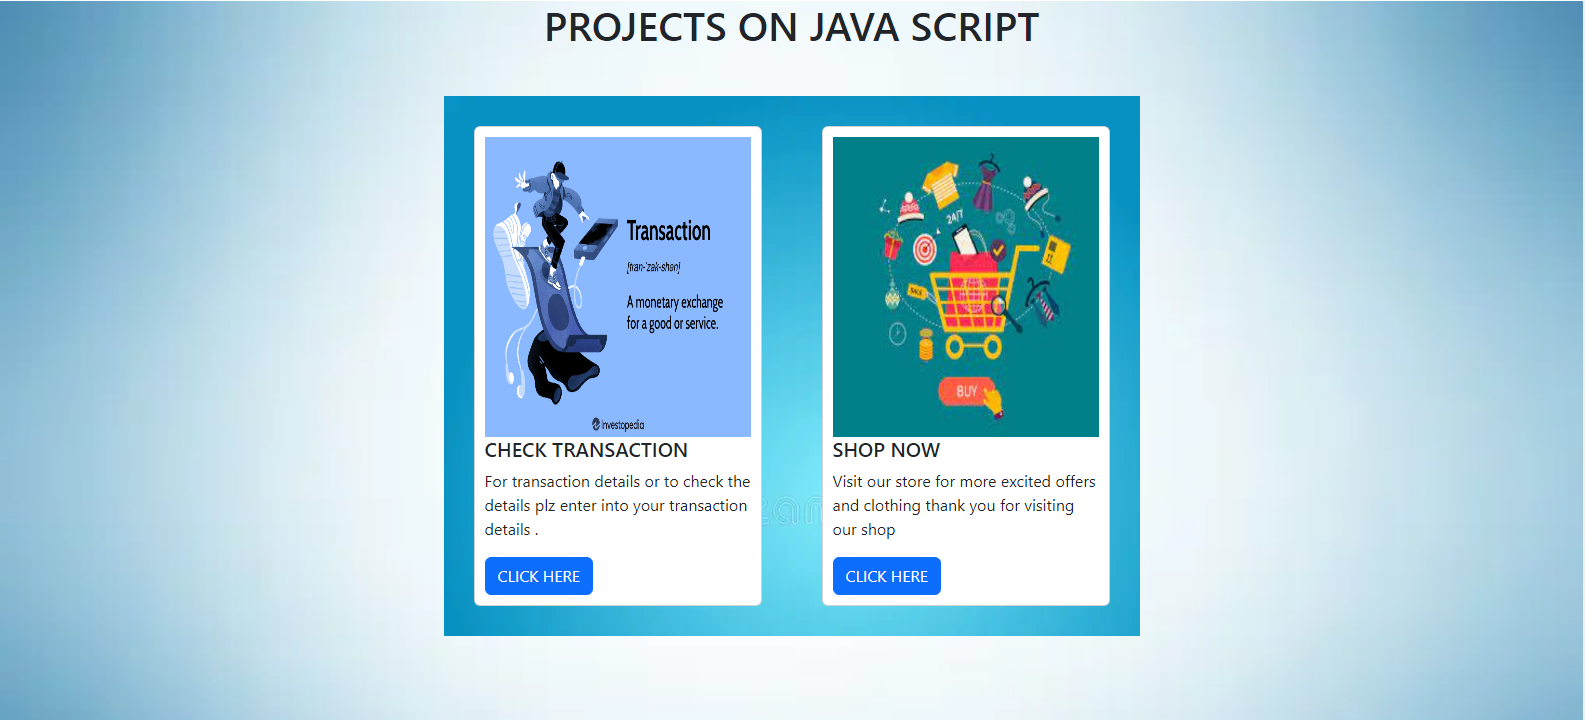 PROJECTS ON JAVA SCRIPT
Transaction
[tran-'zak-shən]
A monetary exchange
for a good or service.
Investopedia
CHECK TRANSACTION
For transaction details or to check the
details plz enter into your transaction
details .
CLICK HERE
24/7
SALE
BUY
SHOP NOW
Visit our store for more excited offers
and clothing thank you for visiting
our shop
CLICK HERE